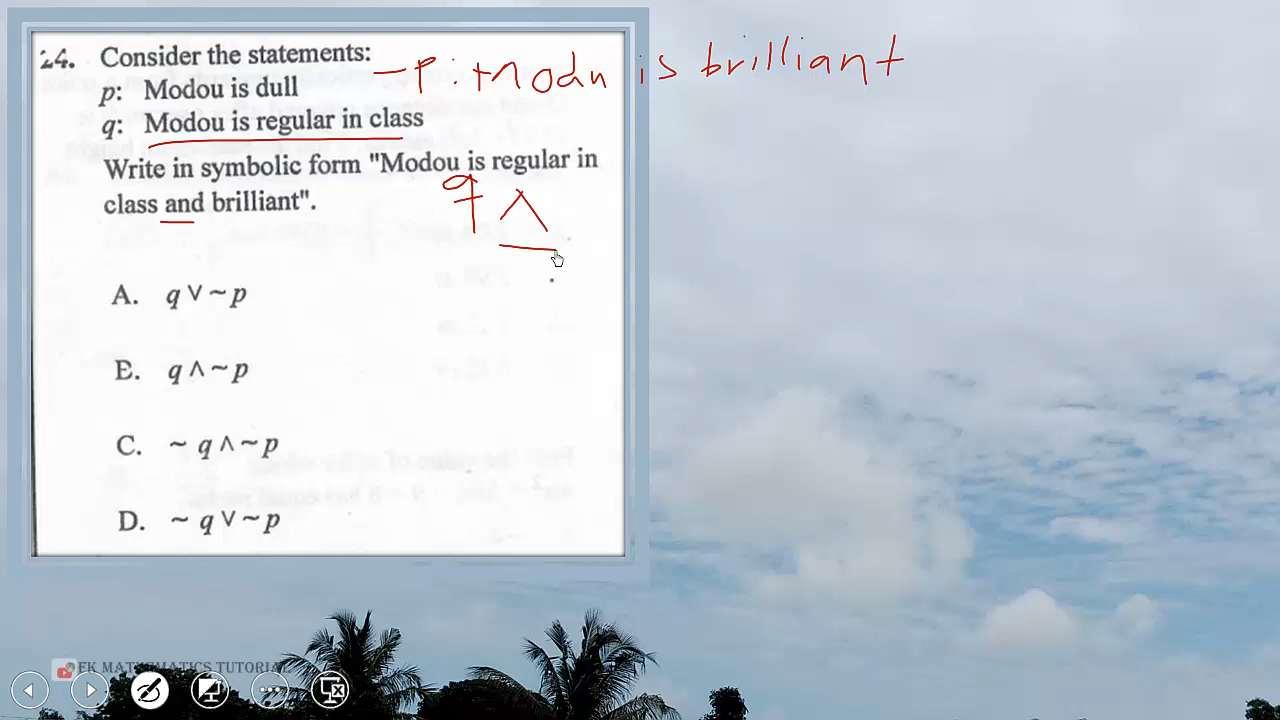 24. Consider the statements:
p: Modou is dull
~p: Modu is brilliant
q: Modou is regular in class
Write in symbolic form "Modou is regular in
class and brilliant".
q ∧
A. q ∨ ~p
B. q ∧ ~p
C. ~ q ∧ ~p
D. ~ q ∨ ~p
EK MATHEMATICS TUTORIAL